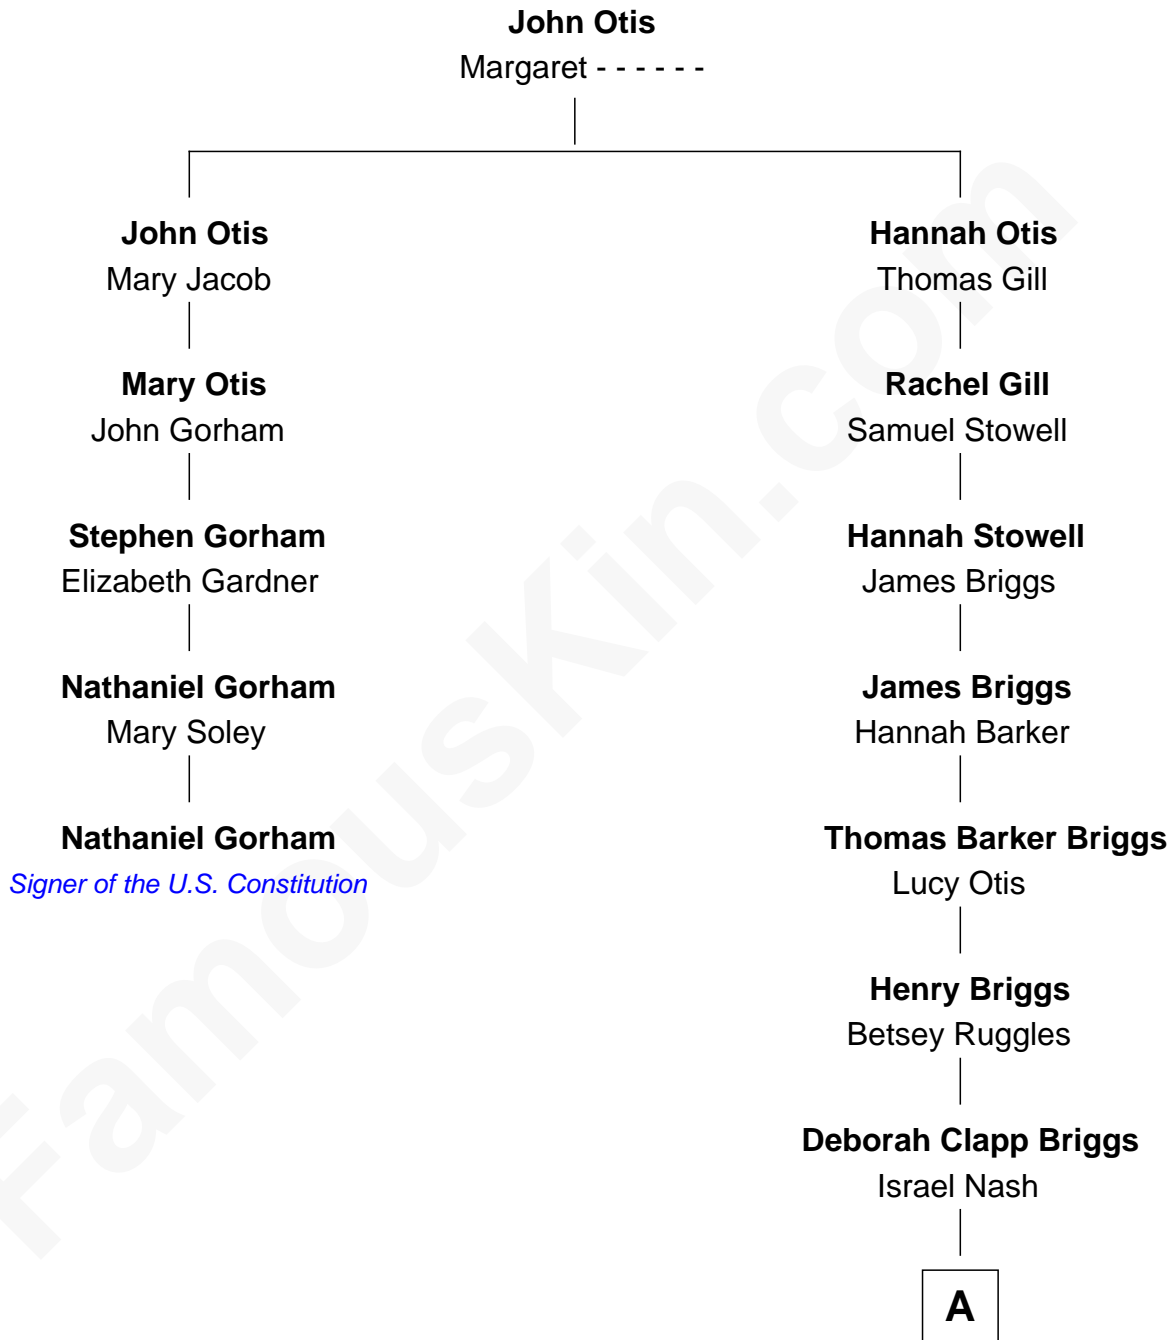 John Otis
Margaret - - - - - -
John Otis
Mary Jacob
Hannah Otis
Thomas Gill
Mary Otis
John Gorham
Rachel Gill
Samuel Stowell
Stephen Gorham
Elizabeth Gardner
Hannah Stowell
James Briggs
Nathaniel Gorham
Mary Soley
James Briggs
Hannah Barker
Nathaniel Gorham
Signer of the U.S. Constitution
Thomas Barker Briggs
Lucy Otis
Henry Briggs
Betsey Ruggles
Deborah Clapp Briggs
Israel Nash
A
FamousKin.com